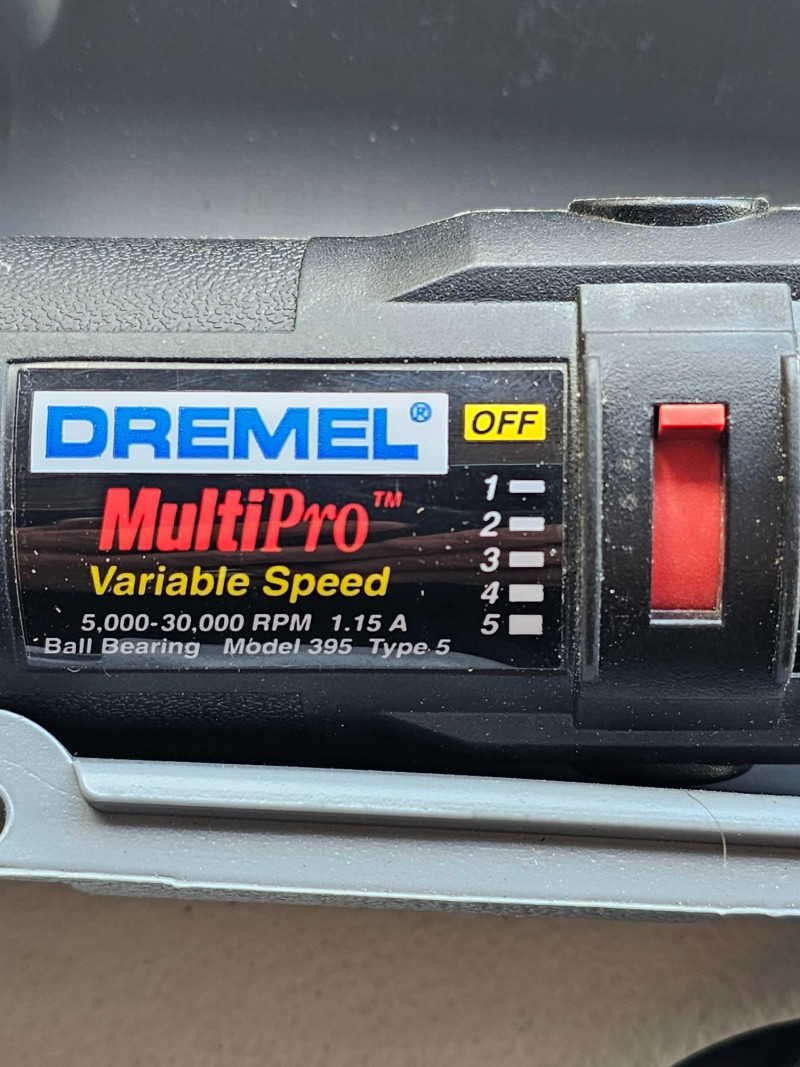 DREMEL®
OFF
MultiPro™
Variable Speed
5,000-30,000 RPM 1.15 A
Ball Bearing Model 395 Type 5
1
2
3
4
5